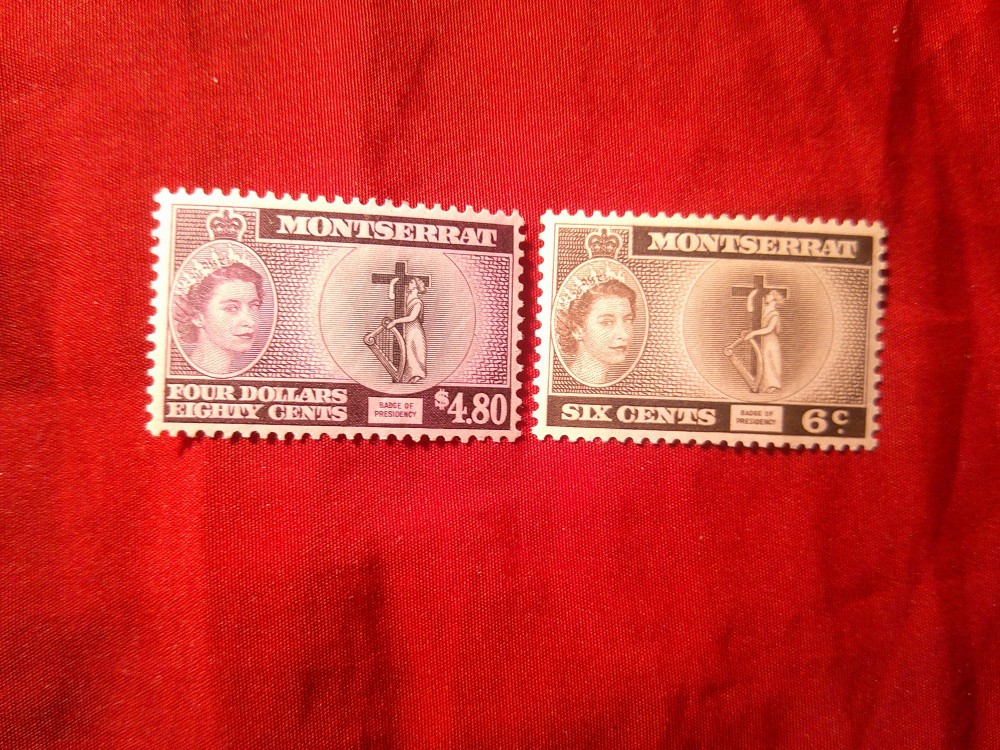 MONTSERRAT
FOUR DOLLARS
EIGHTY CENTS
BADGE OF
PRESIDENCY
$4.80
MONTSERRAT
SIX CENTS
BADGE OF
PRESIDENCY
6c.